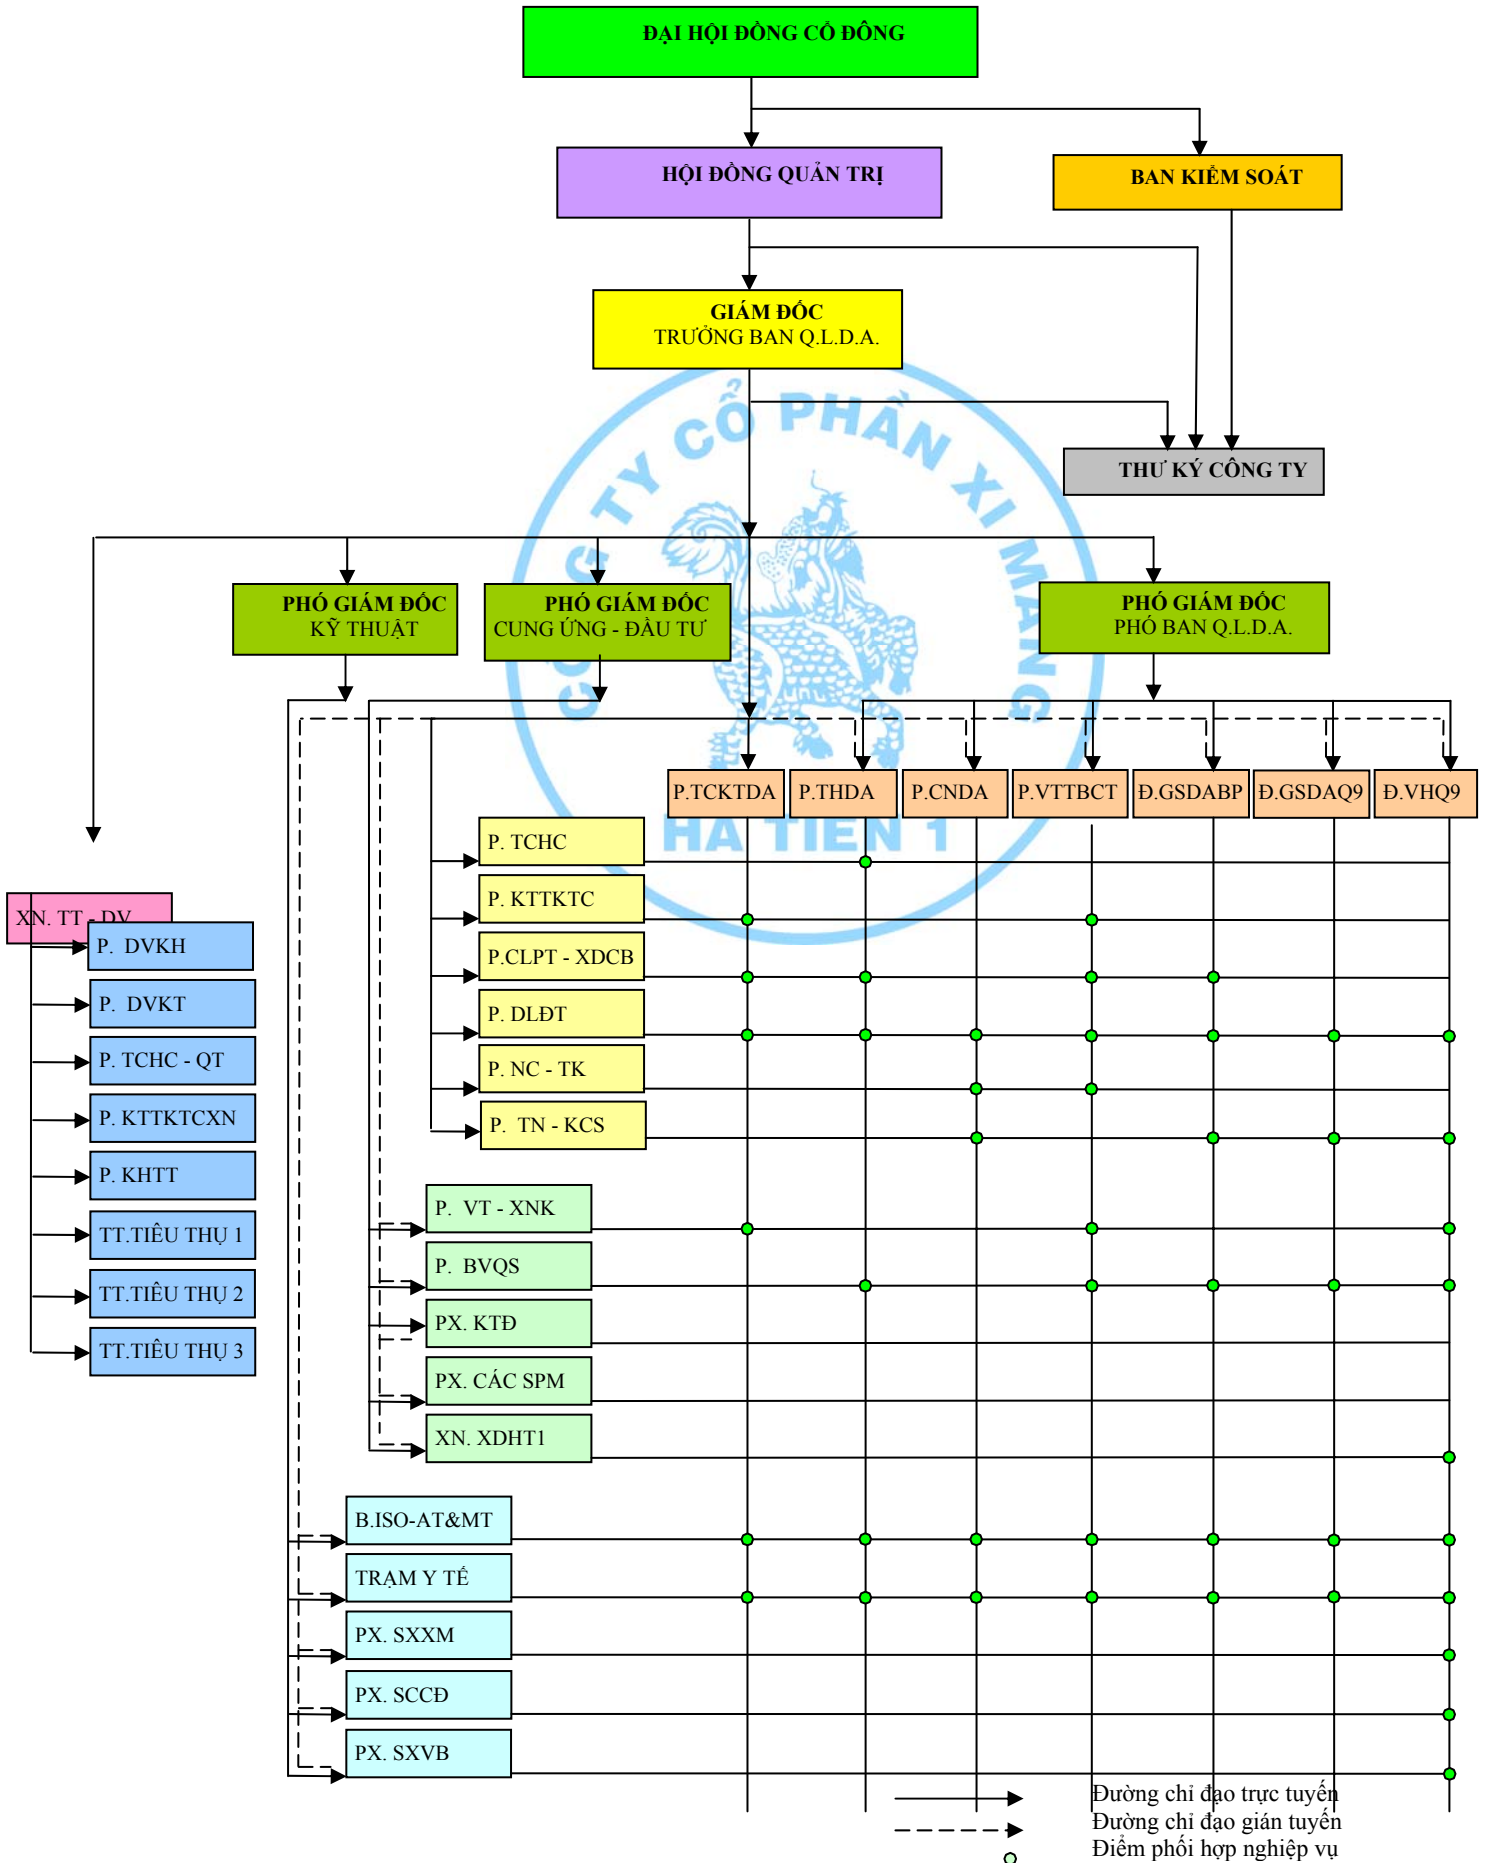 ĐẠI HỘI ĐỒNG CỔ ĐÔNG
HỘI ĐỒNG QUẢN TRỊ
BAN KIỂM SOÁT
GIÁM ĐỐC
TRƯỞNG BAN Q.L.D.A.
CÔNG TY CỔ PHẦN XI MĂNG
HÀ TIÊN 1
THƯ KÝ CÔNG TY
PHÓ GIÁM ĐỐC
KỸ THUẬT
PHÓ GIÁM ĐỐC
CUNG ỨNG - ĐẦU TƯ
PHÓ GIÁM ĐỐC
PHÓ BAN Q.L.D.A.
P.TCKTDA
P.THDA
P.CNDA
P.VTTBCT
Đ.GSDABP
Đ.GSDAQ9
Đ.VHQ9
XN. TT - DV
P. DVKH
P. DVKT
P. TCHC - QT
P. KTTKTCXN
P. KHTT
TT.TIÊU THỤ 1
TT.TIÊU THỤ 2
TT.TIÊU THỤ 3
P. TCHC
P. KTTKTC
P.CLPT - XDCB
P. DLĐT
P. NC - TK
P. TN - KCS
P. VT - XNK
P. BVQS
PX. KTĐ
PX. CÁC SPM
XN. XDHT1
B.ISO-AT&MT
TRẠM Y TẾ
PX. SXXM
PX. SCCĐ
PX. SXVB
Đường chỉ đạo trực tuyến
Đường chỉ đạo gián tuyến
Điểm phối hợp nghiệp vụ